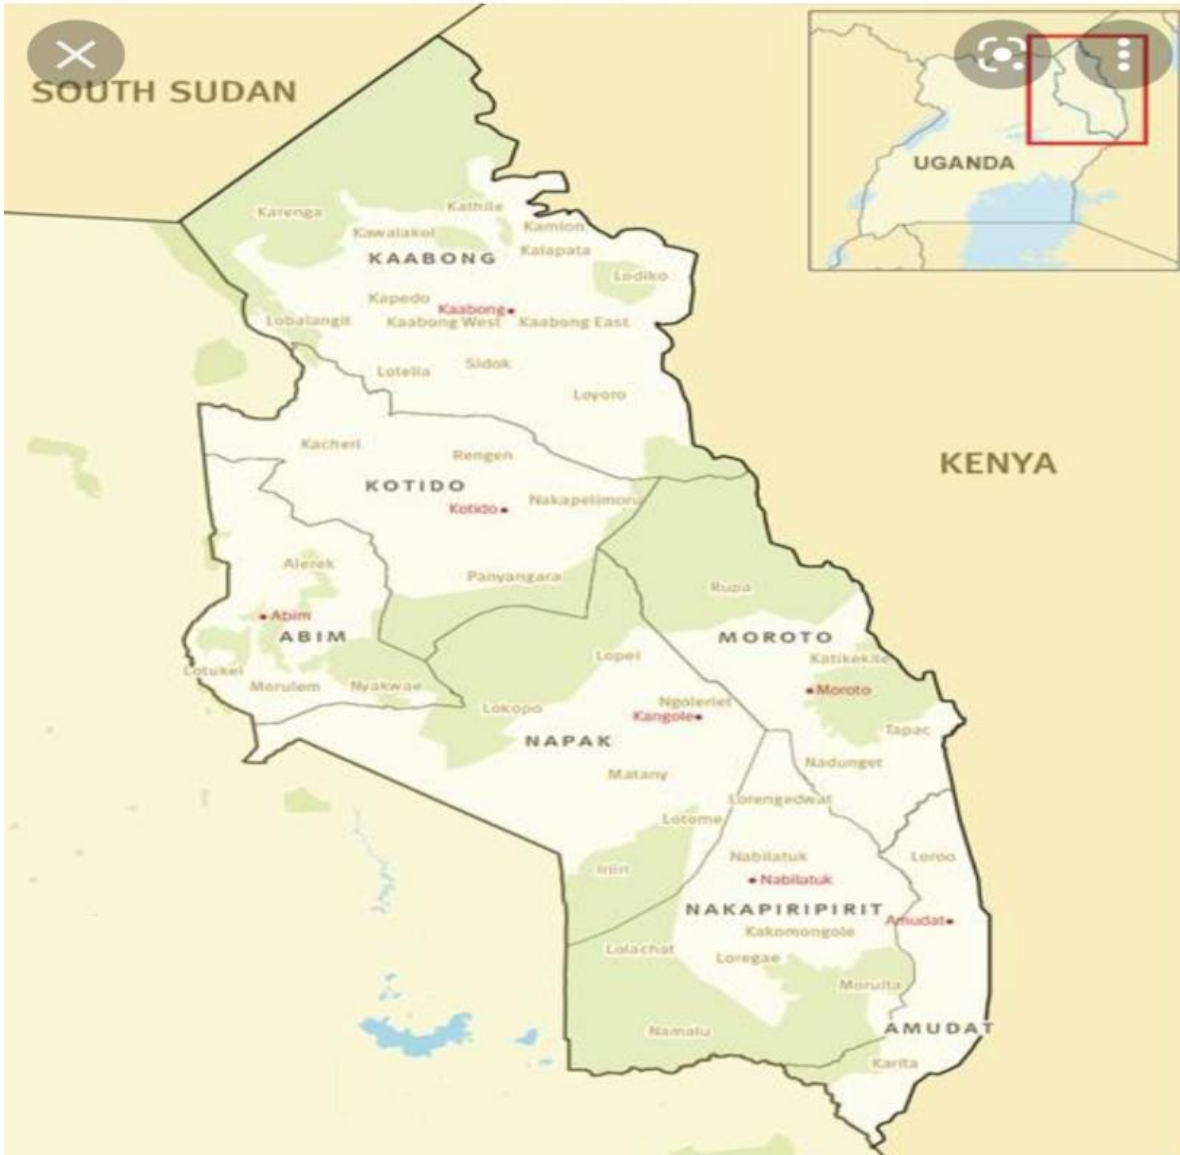 SOUTH SUDAN
UGANDA
Karenga
Kathile
Kawalakol
Kamion
Kalapata
KAABONG
Lodiko
Kapedo
Kaabong
Lobalangit
Kaabong West
Kaabong East
Lotelia
Sidok
Loyoro
Kacheri
Rengen
KENYA
KOTIDO
Nakapelimoru
Kotido
Alerek
Panyangara
Rupa
Abim
ABIM
MOROTO
Lopei
Katikekile
Lotukei
Morulem
Nyakwae
Moroto
Lokopo
Ngoleriet
Kangole
Tapac
NAPAK
Matany
Nadunget
Lorengedwat
Lotome
Iriiri
Nabilatuk
Loroo
Nabilatuk
NAKAPIRIPIRIT
Amudat
Kakomongole
Lolachat
Loregae
Moruita
Namalu
AMUDAT
Karita